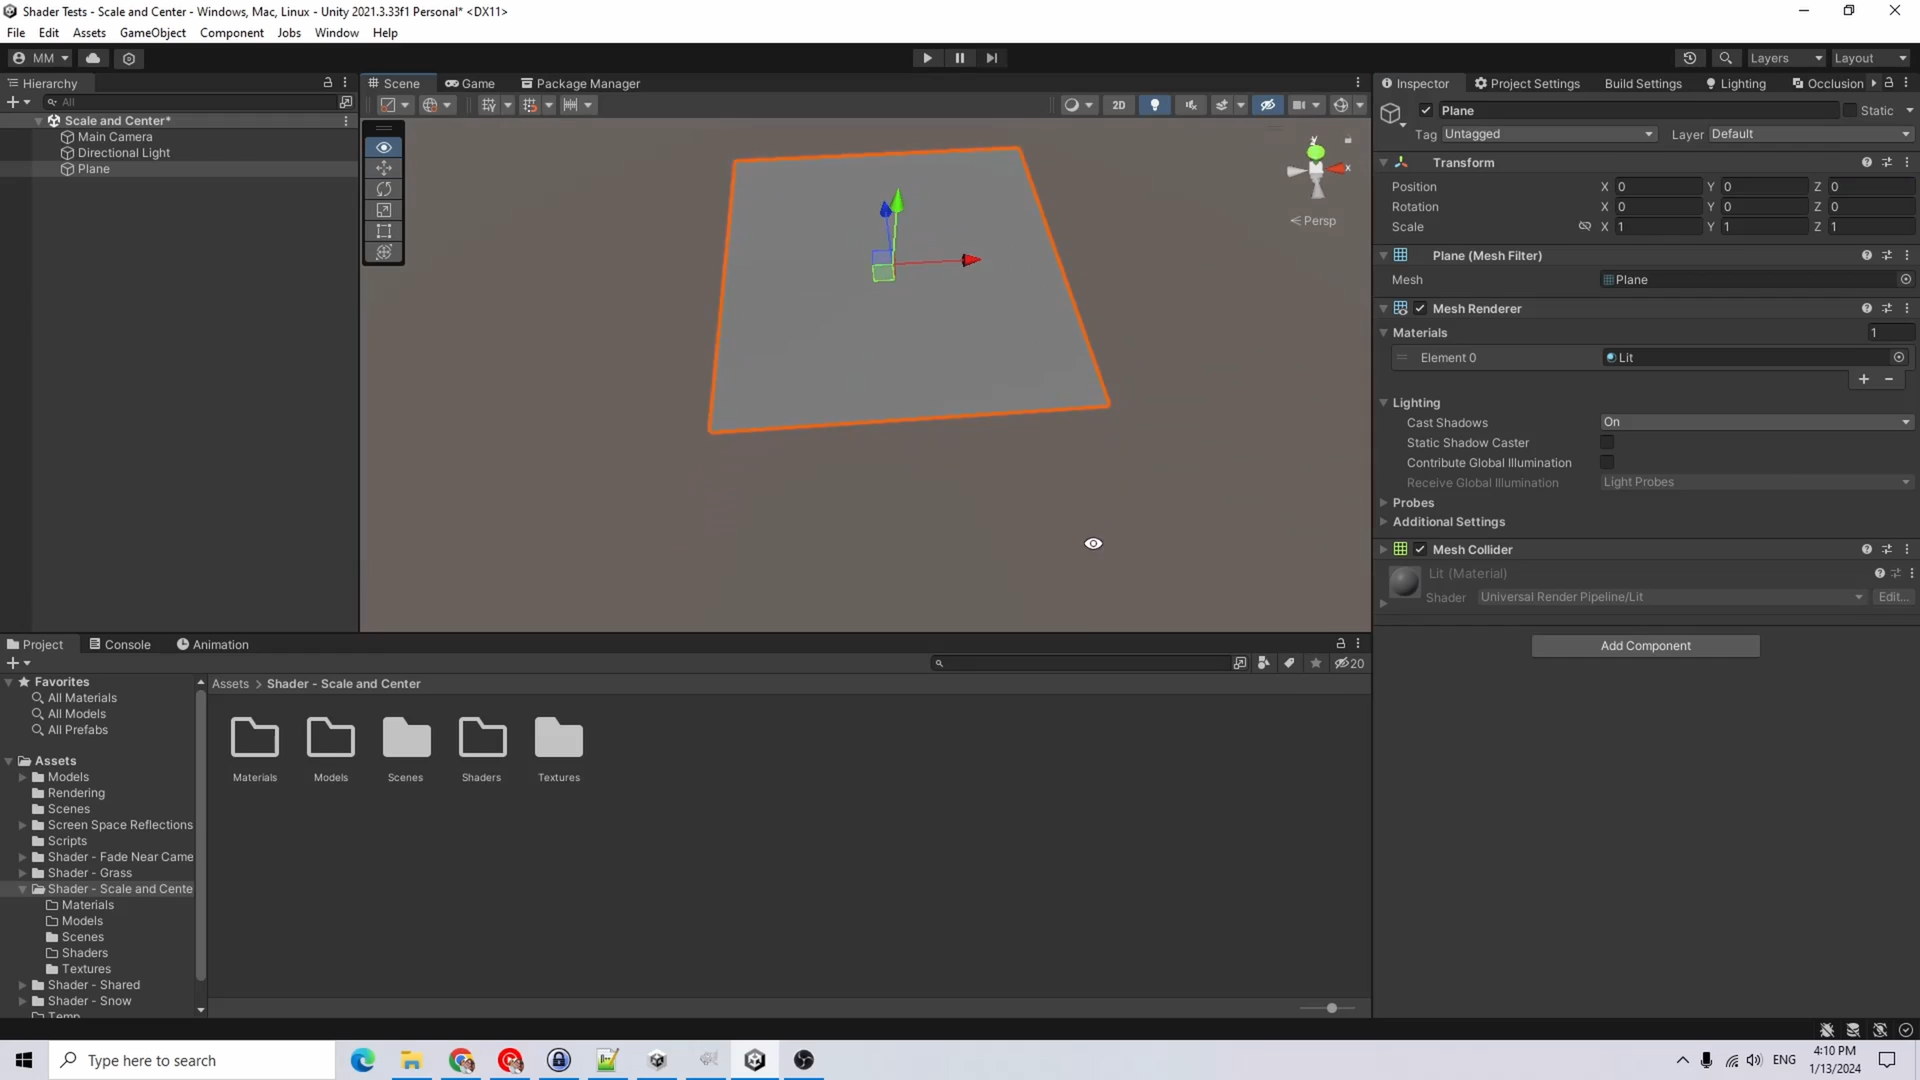 Shader Tests - Scale and Center - Windows, Mac, Linux - Unity 2021.3.33f1 Personal* <DX11>
File Edit Assets GameObject Component Jobs Window Help
MM Layers Layout
Hierarchy
All
Scale and Center*
Main Camera
Directional Light
Plane
Scene Game Package Manager
2D
y
x
Persp
Inspector Project Settings Build Settings Lighting Occlusion
Plane Static
Tag Untagged Layer Default
Transform
Position X 0 Y 0 Z 0
Rotation X 0 Y 0 Z 0
Scale X 1 Y 1 Z 1
Plane (Mesh Filter)
Mesh Plane
Mesh Renderer
Materials 1
Element 0 Lit
Lighting
Cast Shadows On
Static Shadow Caster
Contribute Global Illumination
Receive Global Illumination Light Probes
Probes
Additional Settings
Mesh Collider
Lit (Material)
Shader Universal Render Pipeline/Lit Edit...
Add Component
Project Console Animation
20
Favorites
All Materials
All Models
All Prefabs
Assets
Models
Rendering
Scenes
Screen Space Reflections
Scripts
Shader - Fade Near Came
Shader - Grass
Shader - Scale and Cente
Materials
Models
Scenes
Shaders
Textures
Shader - Shared
Shader - Snow
Temp
Assets > Shader - Scale and Center
Materials Models Scenes Shaders Textures
Type here to search
ENG
4:10 PM
1/13/2024